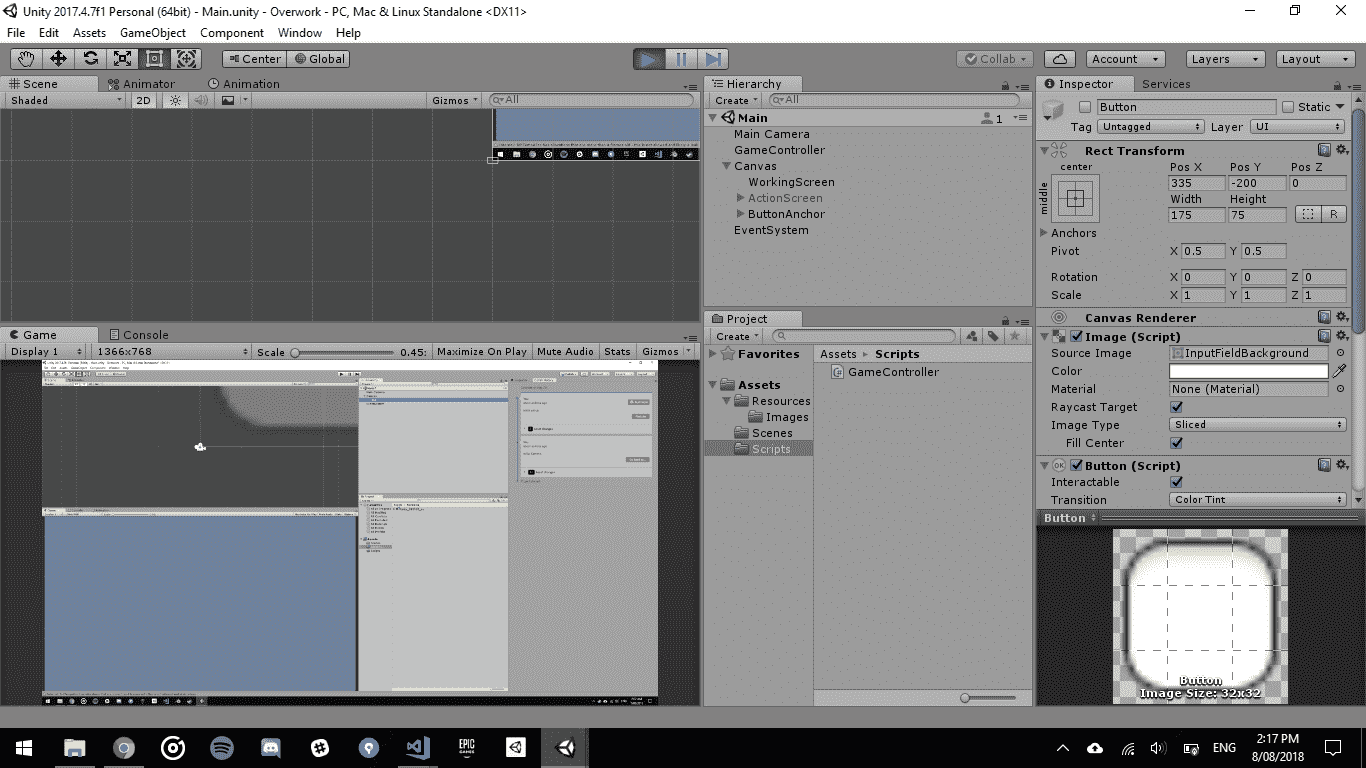 Unity 2017.4.7f1 Personal (64bit) - Main.unity - Overwork - PC, Mac & Linux Standalone <DX11>
File Edit Assets GameObject Component Window Help
Center Global Collab Account Layers Layout
Scene Animator Animation
Shaded 2D Gizmos All
Game Console
Display 1 1366x768 Scale 0.45: Maximize On Play Mute Audio Stats Gizmos
Hierarchy
Create All
Main 1
Main Camera
GameController
Canvas
WorkingScreen
ActionScreen
ButtonAnchor
EventSystem
Project
Create
Favorites
Assets
Resources
Images
Scenes
Scripts
Assets Scripts
GameController
Inspector Services
Button Static
Tag Untagged Layer UI
Rect Transform
center Pos X Pos Y Pos Z
middle 335 -200 0
Width Height
175 75 R
Anchors
Pivot X 0.5 Y 0.5
Rotation X 0 Y 0 Z 0
Scale X 1 Y 1 Z 1
Canvas Renderer
Image (Script)
Source Image InputFieldBackground
Color
Material None (Material)
Raycast Target
Image Type Sliced
Fill Center
OK Button (Script)
Interactable
Transition Color Tint
Button
Button
Image Size: 32x32
EPIC GAMES
ENG
2:17 PM
8/08/2018